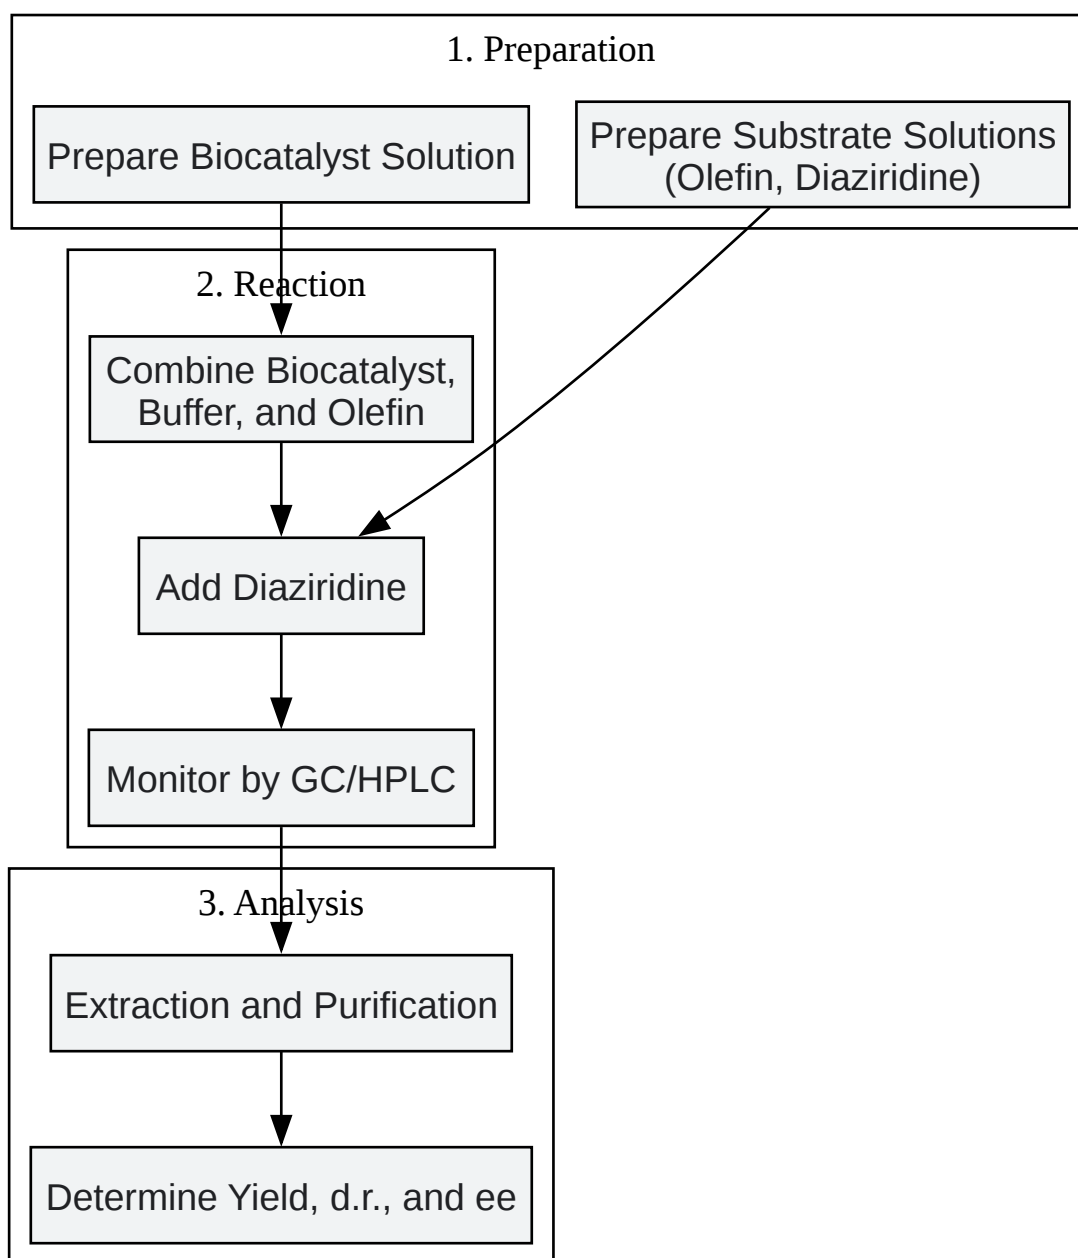 1. Preparation
Prepare Biocatalyst Solution
Prepare Substrate Solutions
(Olefin, Diaziridine)
2. Reaction
Combine Biocatalyst,
Buffer, and Olefin
Add Diaziridine
Monitor by GC/HPLC
3. Analysis
Extraction and Purification
Determine Yield, d.r., and ee